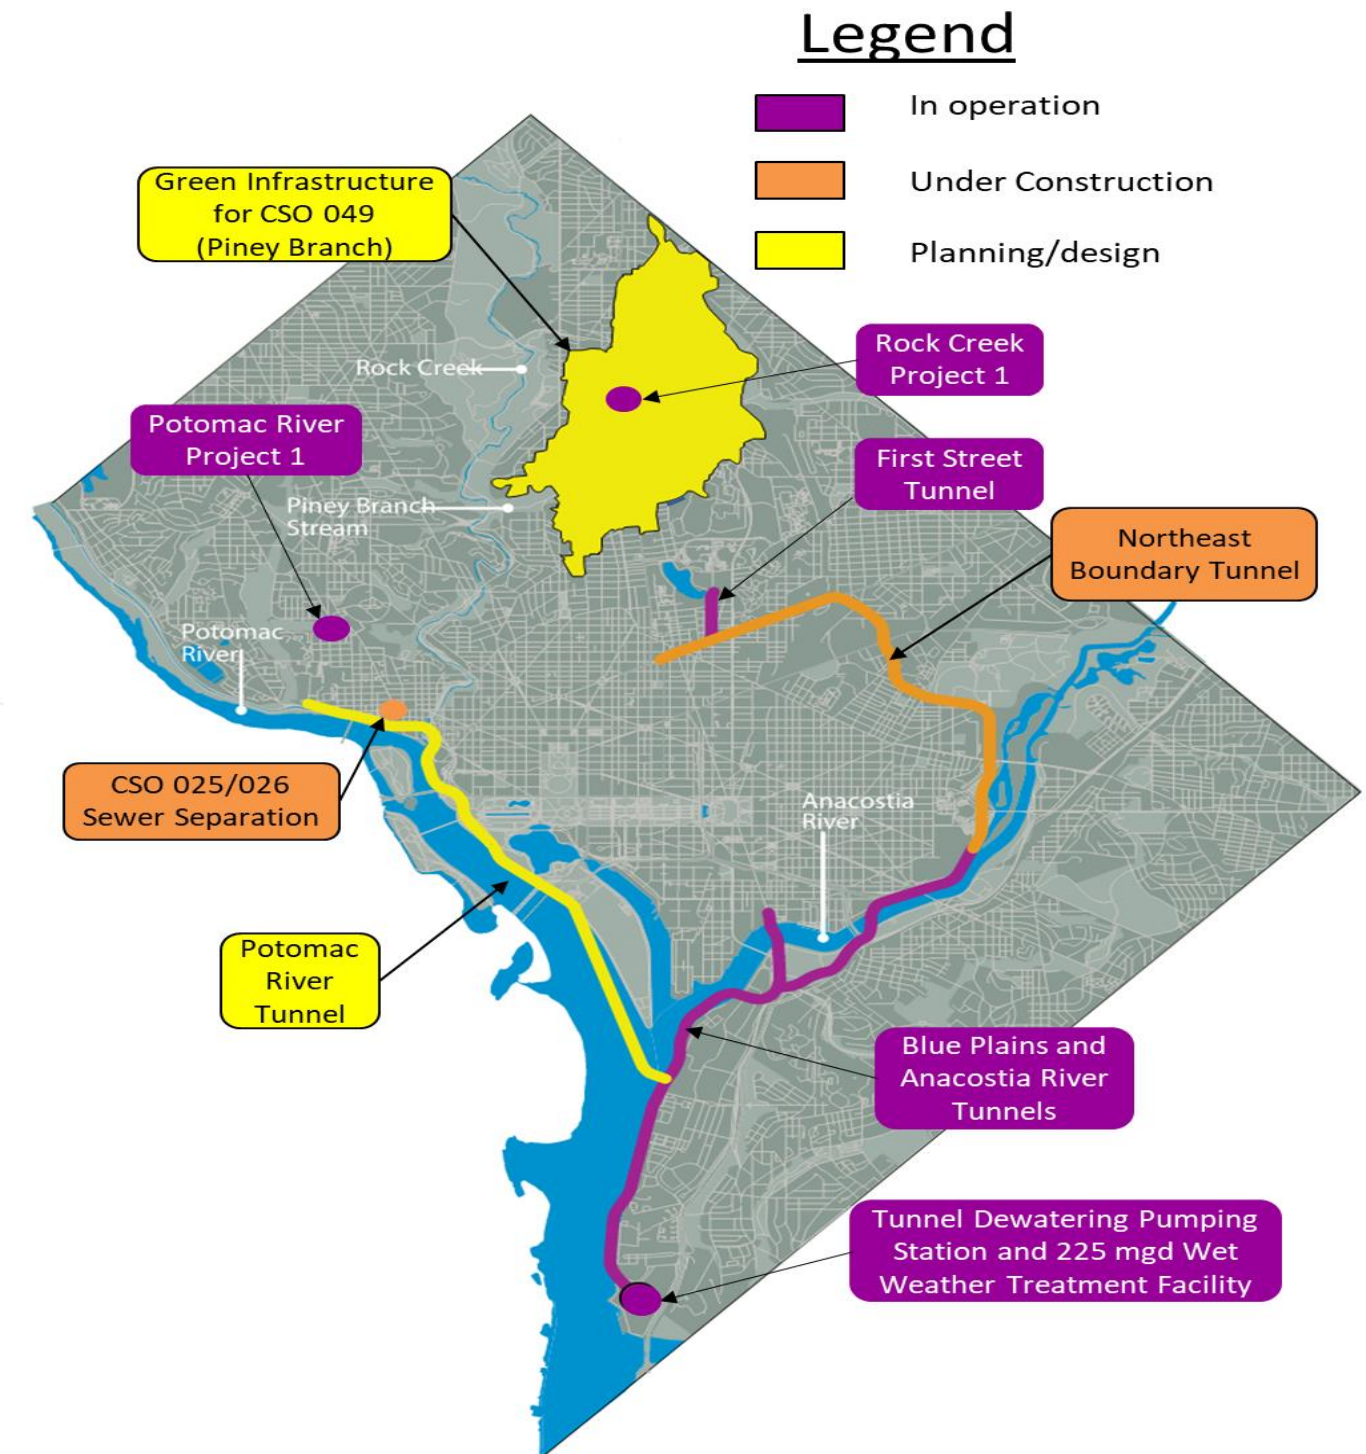 Legend
In operation
Under Construction
Planning/design
Green Infrastructure
for CSO 049
(Piney Branch)
Rock Creek
Rock Creek
Project 1
Potomac River
Project 1
First Street
Tunnel
Piney Branch
Stream
Northeast
Boundary Tunnel
Potomac
River
CSO 025/026
Sewer Separation
Anacostia
River
Potomac
River
Tunnel
Blue Plains and
Anacostia River
Tunnels
Tunnel Dewatering Pumping
Station and 225 mgd Wet
Weather Treatment Facility